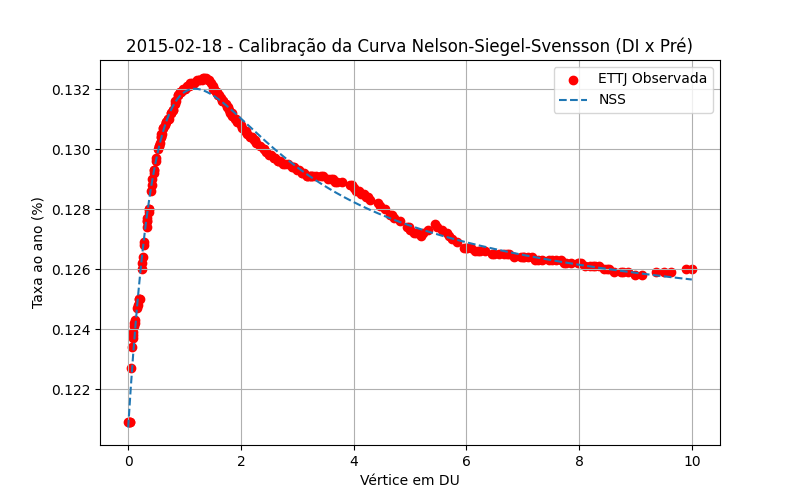 2015-02-18 - Calibração da Curva Nelson-Siegel-Svensson (DI x Pré)
ETTJ Observada
NSS
Taxa ao ano (%)
0.132
0.130
0.128
0.126
0.124
0.122
0 2 4 6 8 10
Vértice em DU